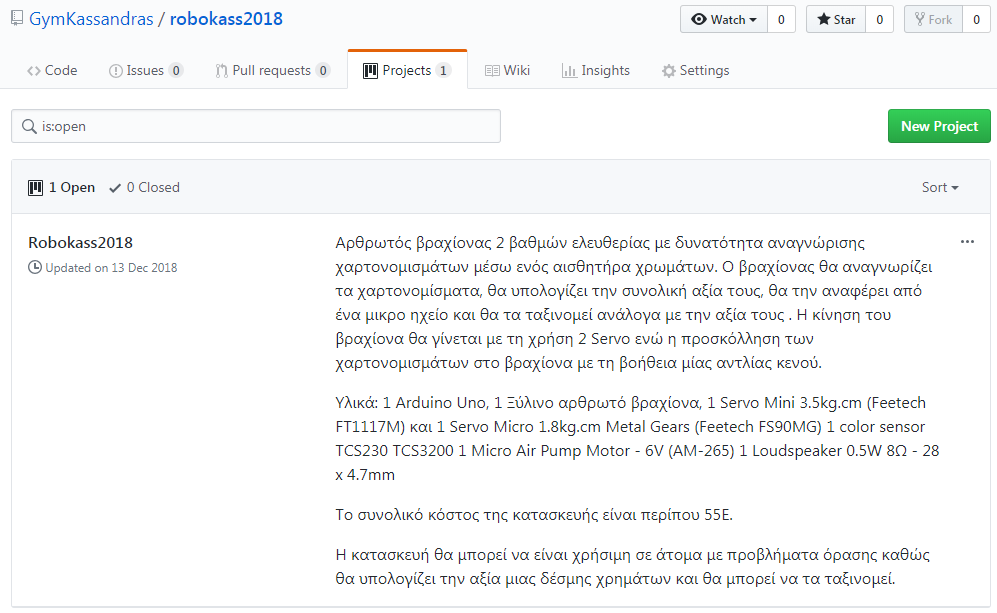 GymKassandras / robokass2018
Watch 0 Star 0 Fork 0
Code Issues 0 Pull requests 0 Projects 1 Wiki Insights Settings
is:open
New Project
1 Open 0 Closed
Sort
Robokass2018
Updated on 13 Dec 2018
Αρθρωτός βραχίονας 2 βαθμών ελευθερίας με δυνατότητα αναγνώρισης
χαρτονομισμάτων μέσω ενός αισθητήρα χρωμάτων. Ο βραχίονας θα αναγνωρίζει
τα χαρτονομίσματα, θα υπολογίζει την συνολική αξία τους, θα την αναφέρει από
ένα μικρο ηχείο και θα τα ταξινομεί ανάλογα με την αξία τους . Η κίνηση του
βραχίονα θα γίνεται με τη χρήση 2 Servo ενώ η προσκόλληση των
χαρτονομισμάτων στο βραχίονα με τη βοήθεια μίας αντλίας κενού.
Υλικά: 1 Arduino Uno, 1 Ξύλινο αρθρωτό βραχίονα, 1 Servo Mini 3.5kg.cm (Feetech
FT1117M) και 1 Servo Micro 1.8kg.cm Metal Gears (Feetech FS90MG) 1 color sensor
TCS230 TCS3200 1 Micro Air Pump Motor - 6V (AM-265) 1 Loudspeaker 0.5W 8Ω - 28
x 4.7mm
Το συνολικό κόστος της κατασκευής είναι περίπου 55Ε.
Η κατασκευή θα μπορεί να είναι χρήσιμη σε άτομα με προβλήματα όρασης καθώς
θα υπολογίζει την αξία μιας δέσμης χρημάτων και θα μπορεί να τα ταξινομεί.